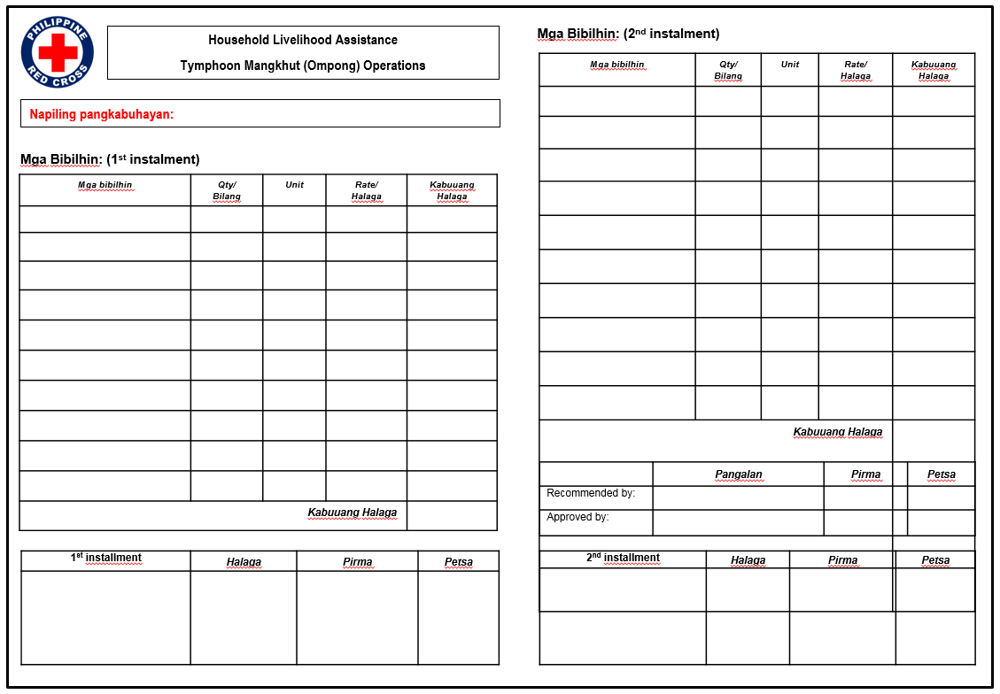 PHILIPPINE
RED CROSS
Household Livelihood Assistance
Tymphoon Mangkhut (Ompong) Operations
Napiling pangkabuhayan:
Mga Bibilhin: (1st instalment)
Mga bibilhin Qty/ Unit Rate/ Kabuuang
Bilang Halaga Halaga
Kabuuang Halaga
1st installment Halaga Pirma Petsa
Mga Bibilhin: (2nd instalment)
Mga bibilhin Qty/ Unit Rate/ Kabuuang
Bilang Halaga Halaga
Kabuuang Halaga
Pangalan Pirma Petsa
Recommended by:
Approved by:
2nd installment Halaga Pirma Petsa